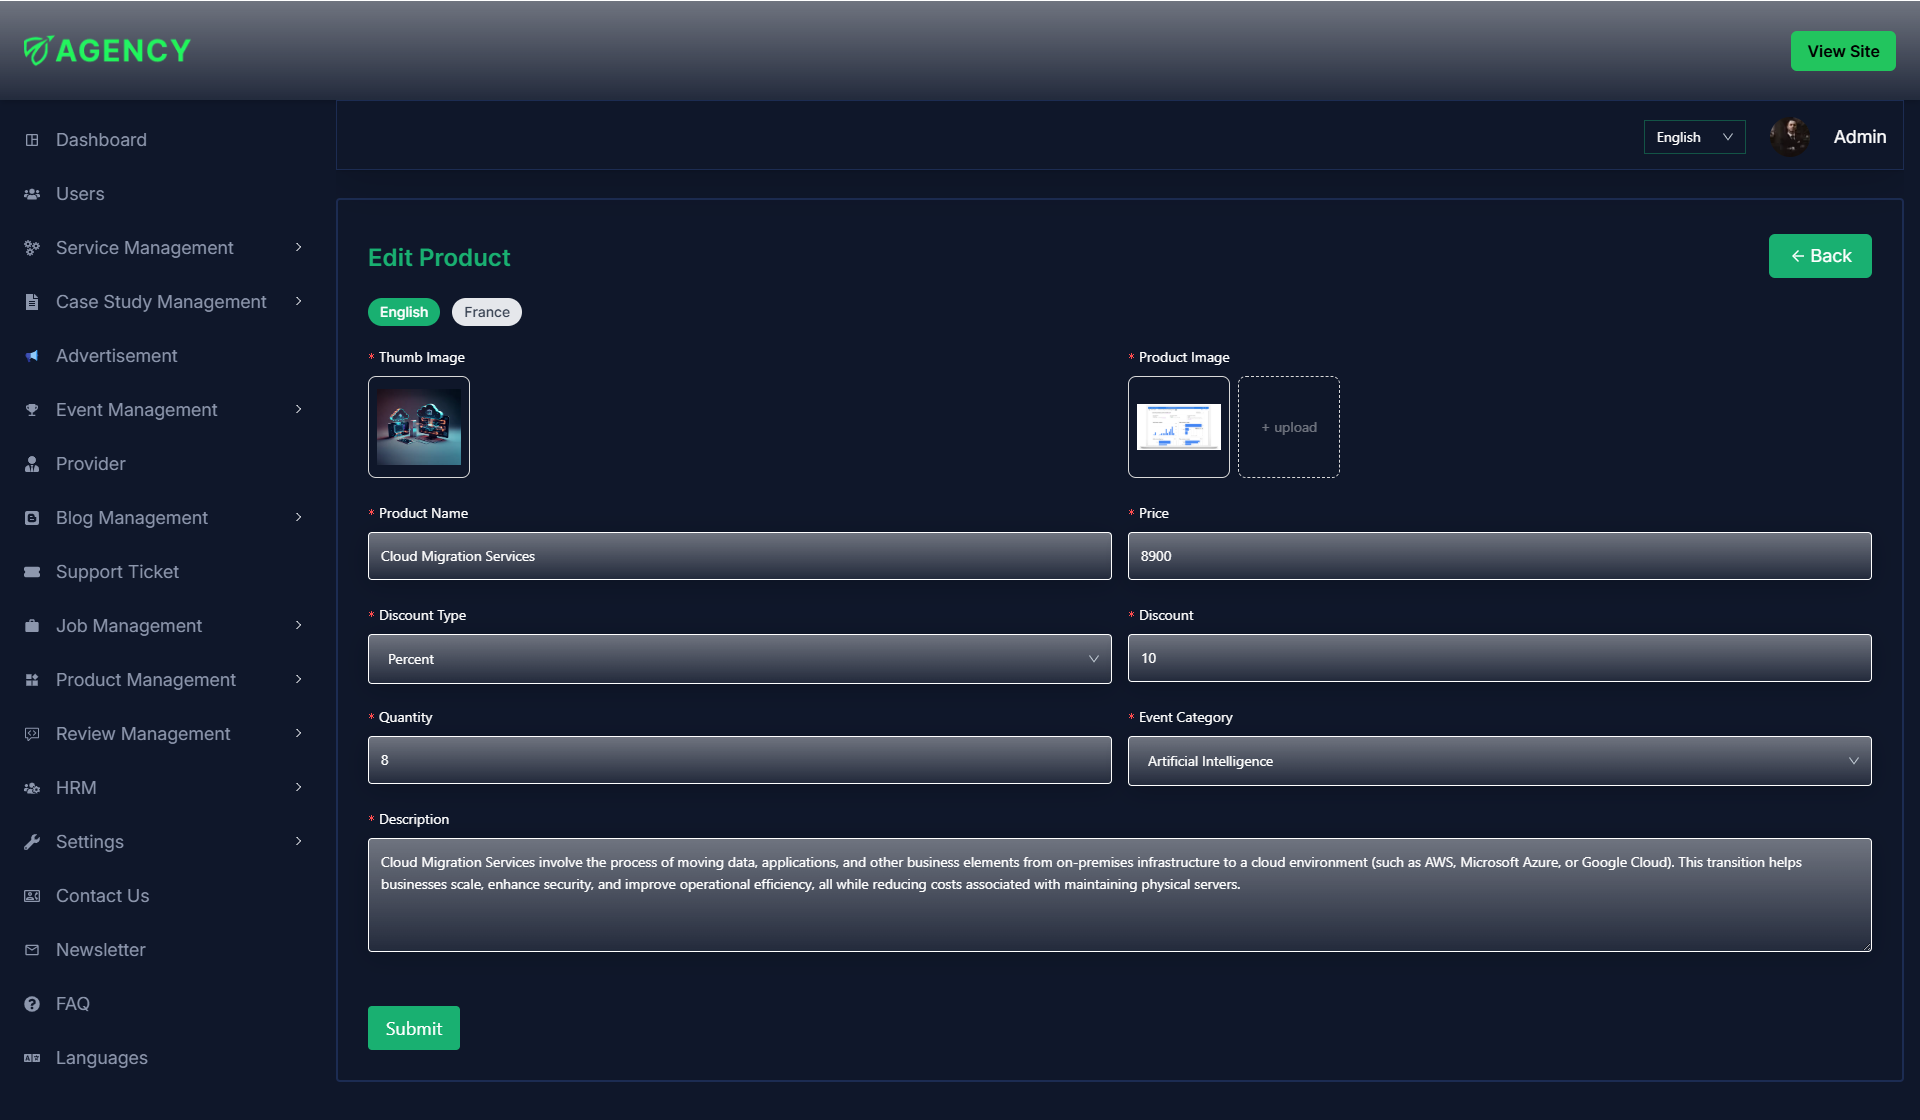 AGENCY
View Site
English
Admin
Dashboard
Users
Service Management
Case Study Management
Advertisement
Event Management
Provider
Blog Management
Support Ticket
Job Management
Product Management
Review Management
HRM
Settings
Contact Us
Newsletter
FAQ
Languages
Edit Product
Back
English
France
* Thumb Image
* Product Image
+ upload
* Product Name
Cloud Migration Services
* Price
8900
* Discount Type
Percent
* Discount
10
* Quantity
8
* Event Category
Artificial Intelligence
* Description
Cloud Migration Services involve the process of moving data, applications, and other business elements from on-premises infrastructure to a cloud environment (such as AWS, Microsoft Azure, or Google Cloud). This transition helps
businesses scale, enhance security, and improve operational efficiency, all while reducing costs associated with maintaining physical servers.
Submit